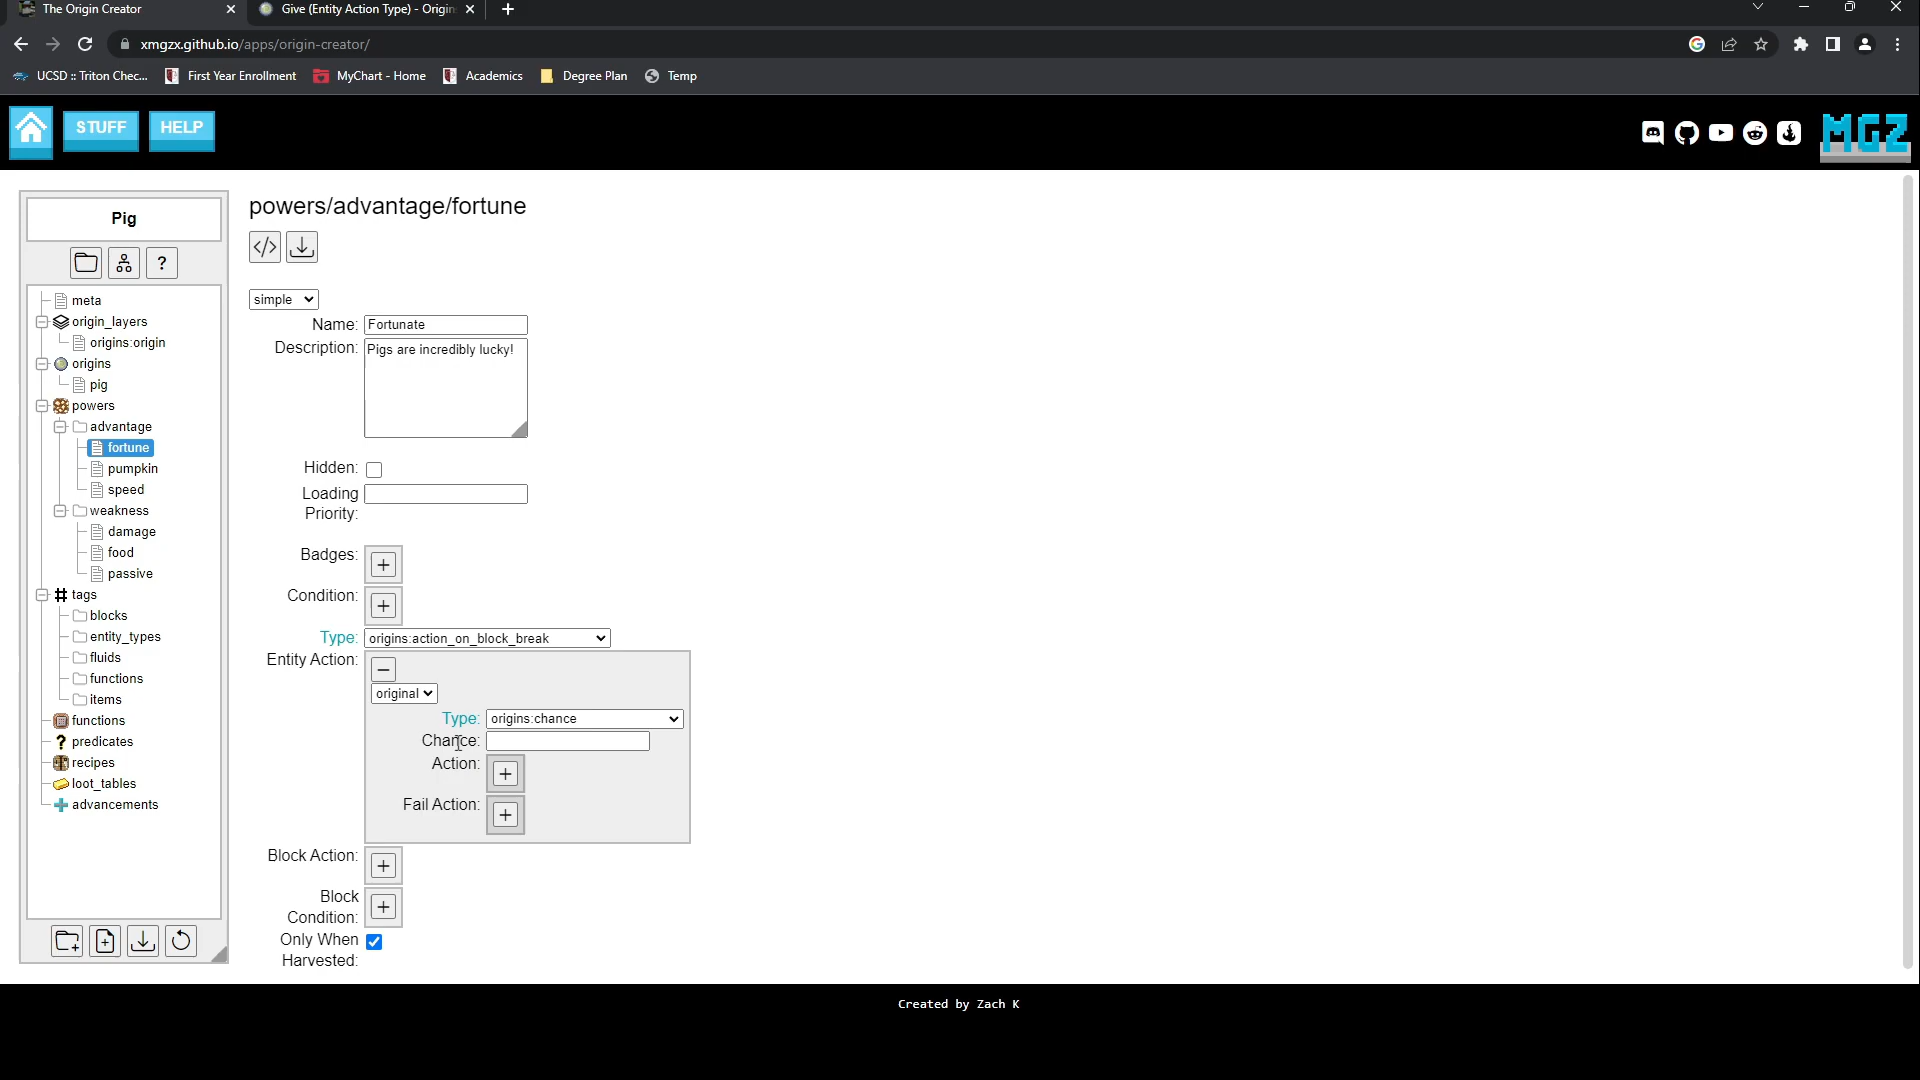 The Origin Creator
Give (Entity Action Type) - Origin
xmgzx.github.io/apps/origin-creator/
UCSD :: Triton Chec...
First Year Enrollment
MyChart - Home
Academics
Degree Plan
Temp
STUFF
HELP
MGZ
Pig
?
meta
origin_layers
origins:origin
origins
pig
powers
advantage
fortune
pumpkin
speed
weakness
damage
food
passive
tags
blocks
entity_types
fluids
functions
items
functions
predicates
recipes
loot_tables
advancements
powers/advantage/fortune
</>
simple
Name: Fortunate
Description: Pigs are incredibly lucky!
Hidden:
Loading
Priority:
Badges: +
Condition: +
Type: origins:action_on_block_break
Entity Action: −
original
Type: origins:chance
Chance:
Action: +
Fail Action: +
Block Action: +
Block
Condition: +
Only When
Harvested:
Created by Zach K